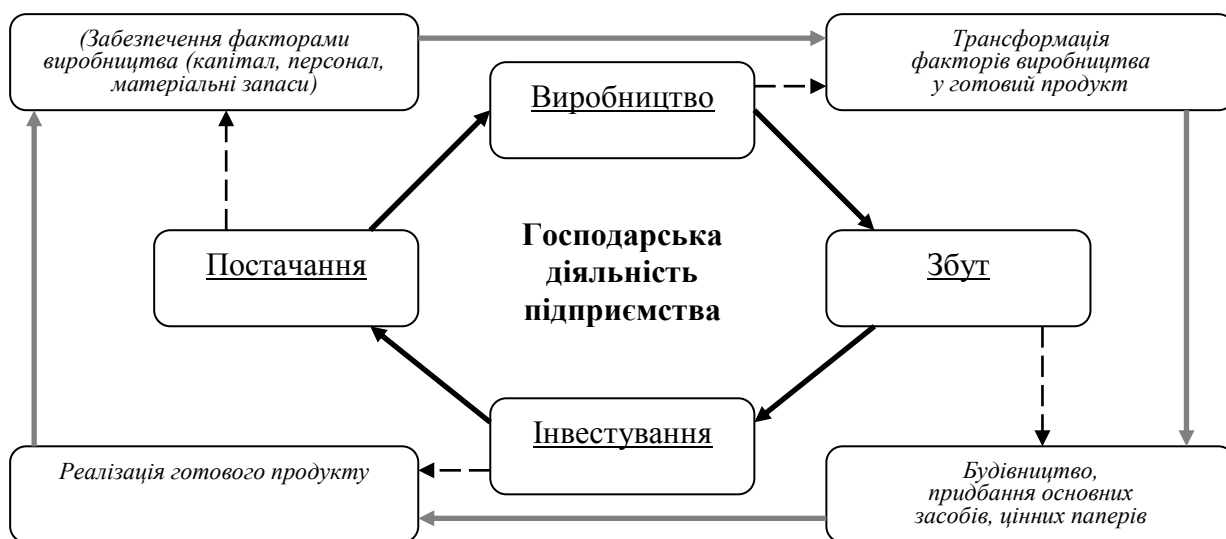 (Забезпечення факторами
виробництва (капітал, персонал,
матеріальні запаси)
Трансформація
факторів виробництва
у готовий продукт
Виробництво
Постачання
Господарська
діяльність
підприємства
Збут
Інвестування
Реалізація готового продукту
Будівництво,
придбання основних
засобів, цінних паперів